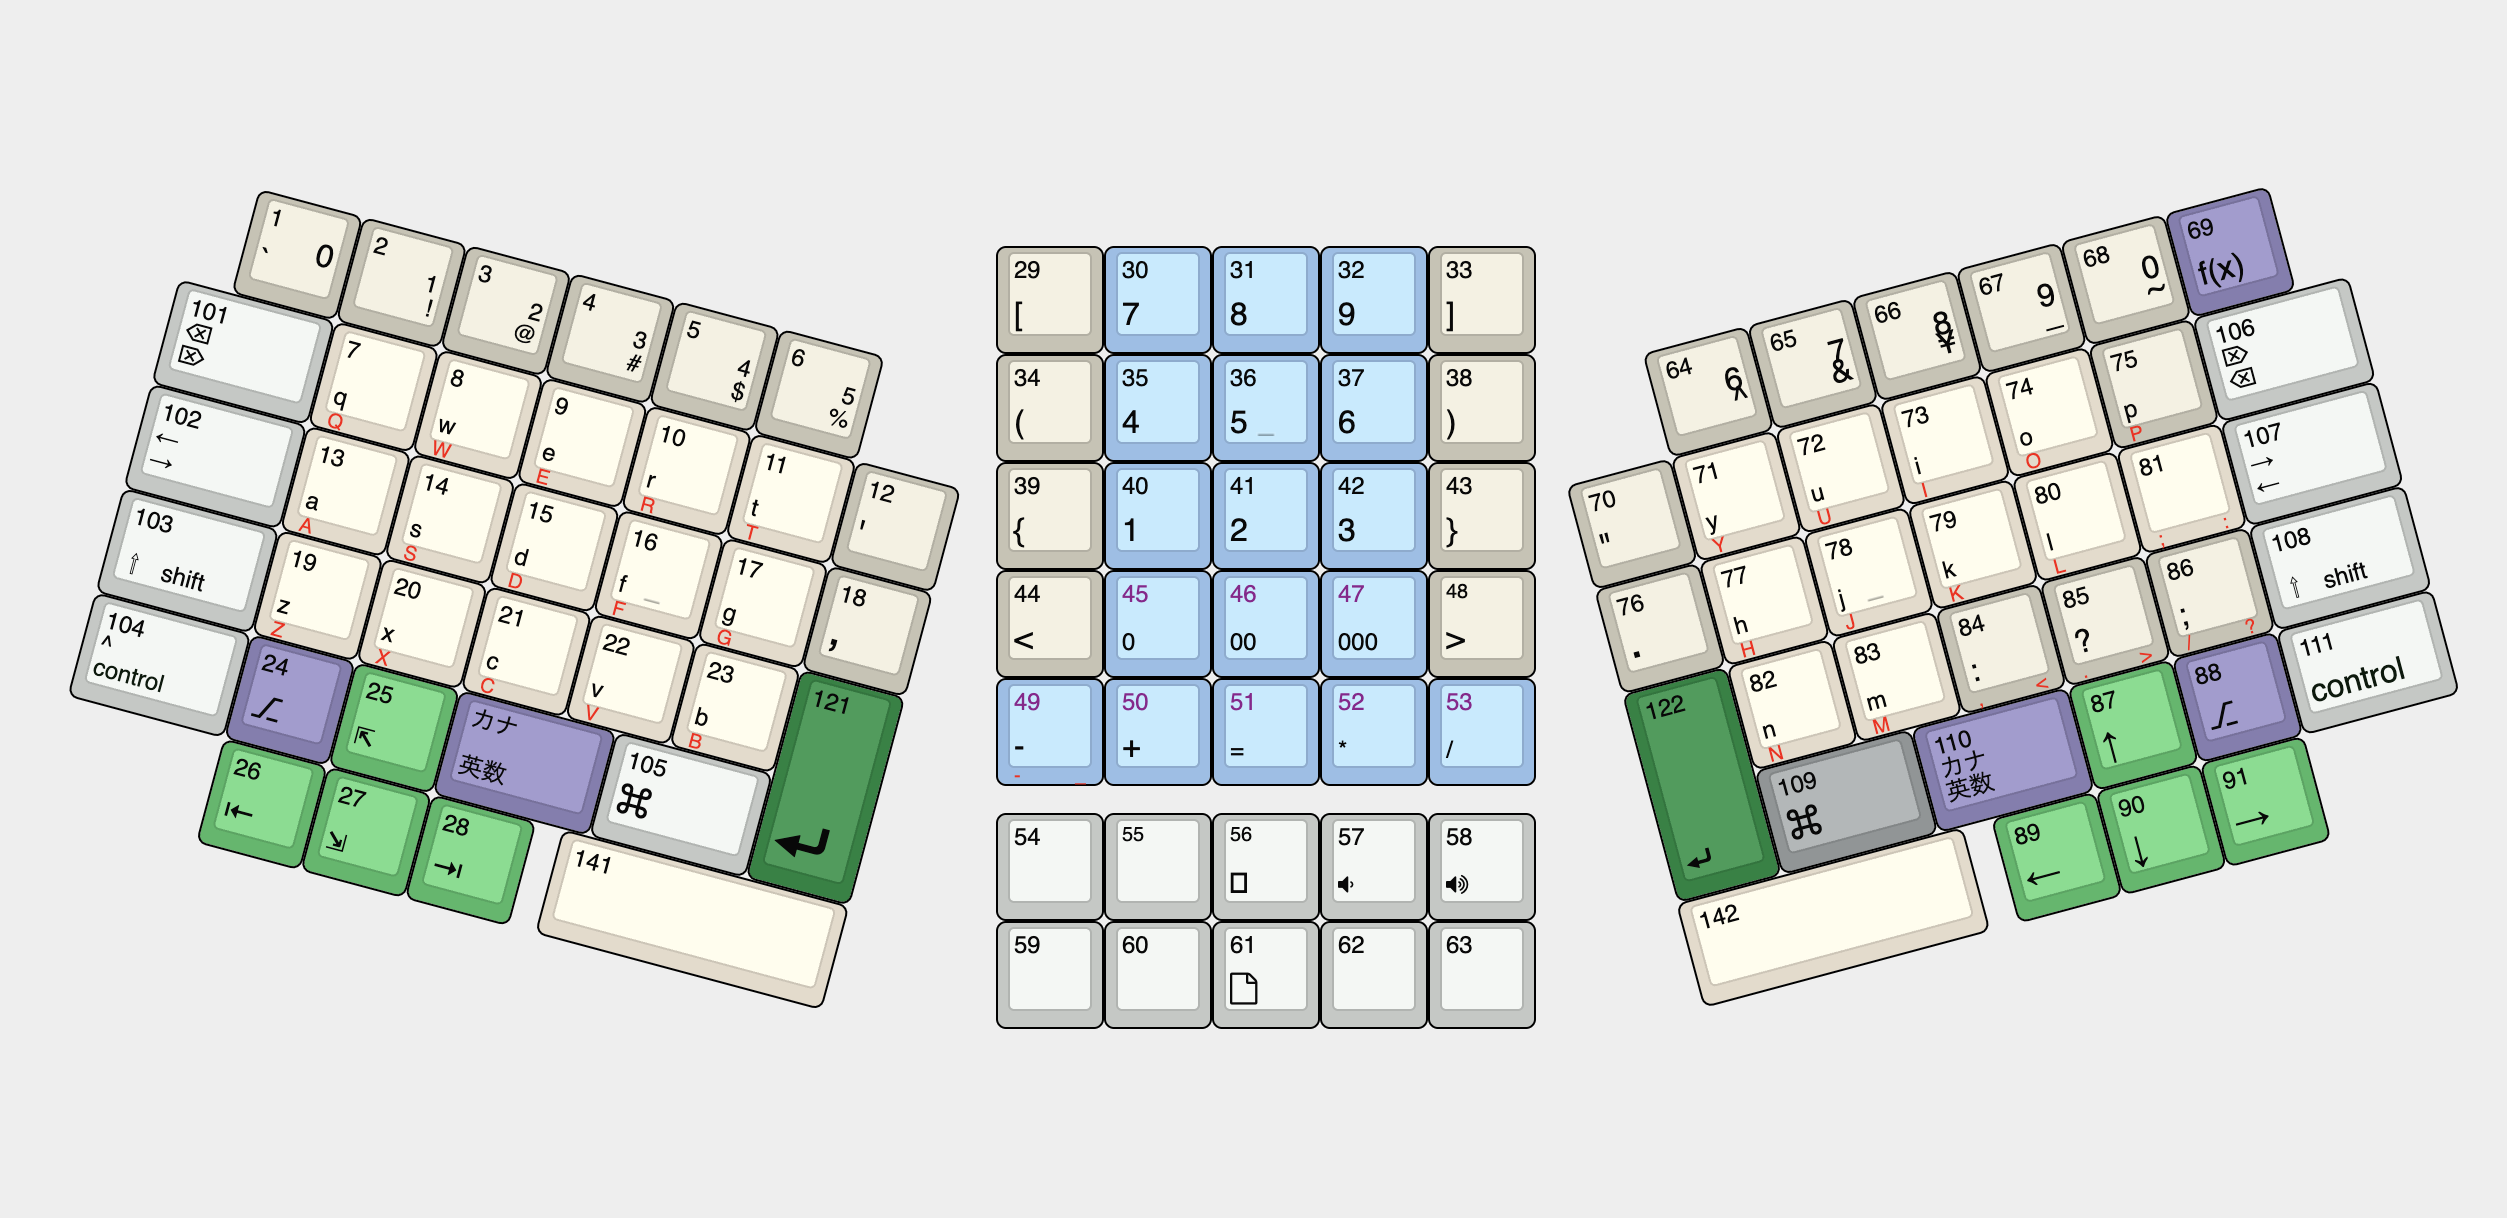 1
` 0
2
1
!
3
2
@
4
3
#
5
4
$
6
5
%
101
7
q
Q
8
w
W
9
e
E
10
r
R
11
t
T
12
'
102
←
→
13
a
A
14
s
S
15
d
D
16
f _
F
17
g
G
18
,
103
⇧ shift
19
z
Z
20
x
X
21
c
C
22
v
V
23
b
B
121
104
^
control
24
25
カナ
英数
105
⌘
26
27
28
141
29
[
30
7
31
8
32
9
33
]
34
(
35
4
36
5 _
37
6
38
)
39
{
40
1
41
2
42
3
43
}
44
<
45
0
46
00
47
000
48
>
49
-
- _
50
+
51
=
52
*
53
/
54
55
56
57
58
59
60
61
62
63
64
6
^
65
7
&
66
8
¥
67
9
_
68
0
~
69
f(x)
70
"
71
y
Y
72
u
U
73
i
I
74
o
O
75
p
P
106
76
.
77
h
H
78
j _
J
79
k
K
80
l
L
81
:
;
107
→
←
122
82
n
N
83
m
M
84
:
<
,
85
?
>
.
86
;
/ ?
108
⇧ shift
109
⌘
110
カナ
英数
87
↑
88
111
control
142
89
←
90
↓
91
→